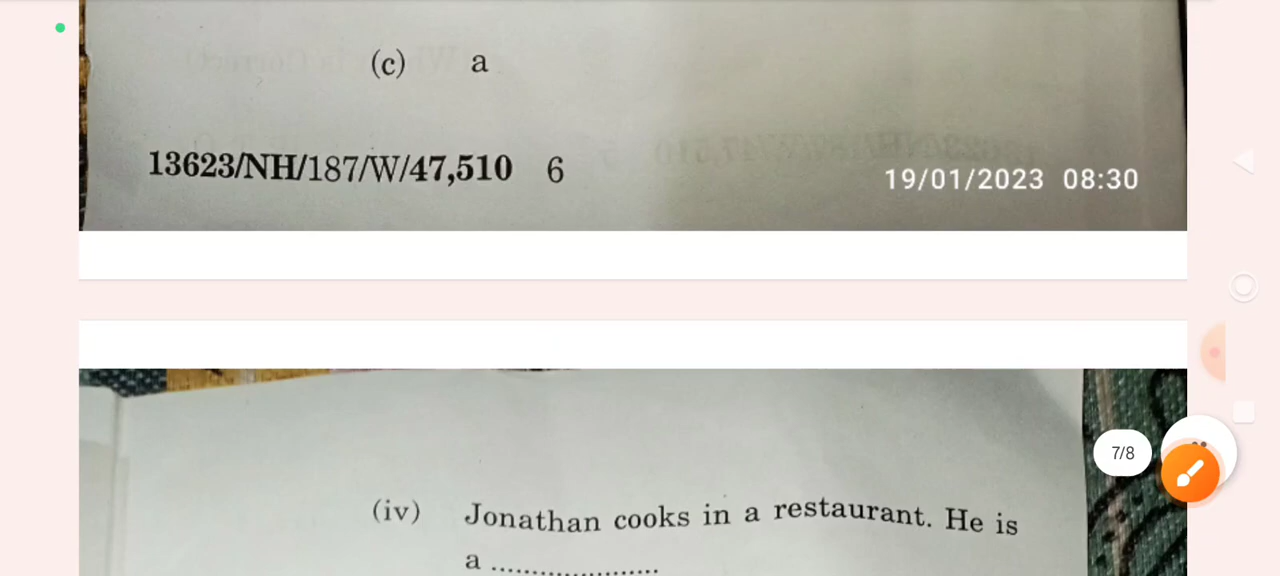 (c) a
13623/NH/187/W/47,510 6
19/01/2023 08:30
7/8
(iv) Jonathan cooks in a restaurant. He is
a ....................